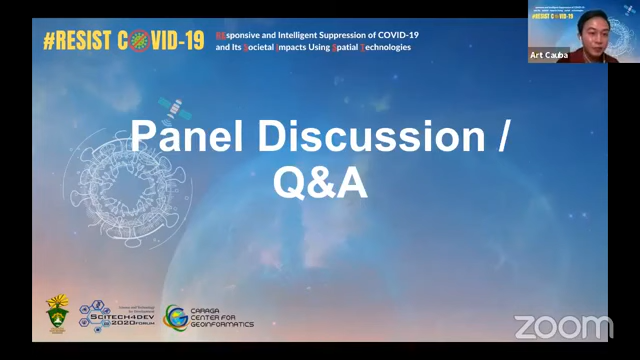 #RESIST COVID-19
REsponsive and Intelligent Suppression of COVID-19
and Its Societal Impacts Using Spatial Technologies
Art Cauba
Panel Discussion /
Q&A
SCITECH4DEV
2020 FORUM
CARAGA
CENTER FOR
GEOINFORMATICS
zoom